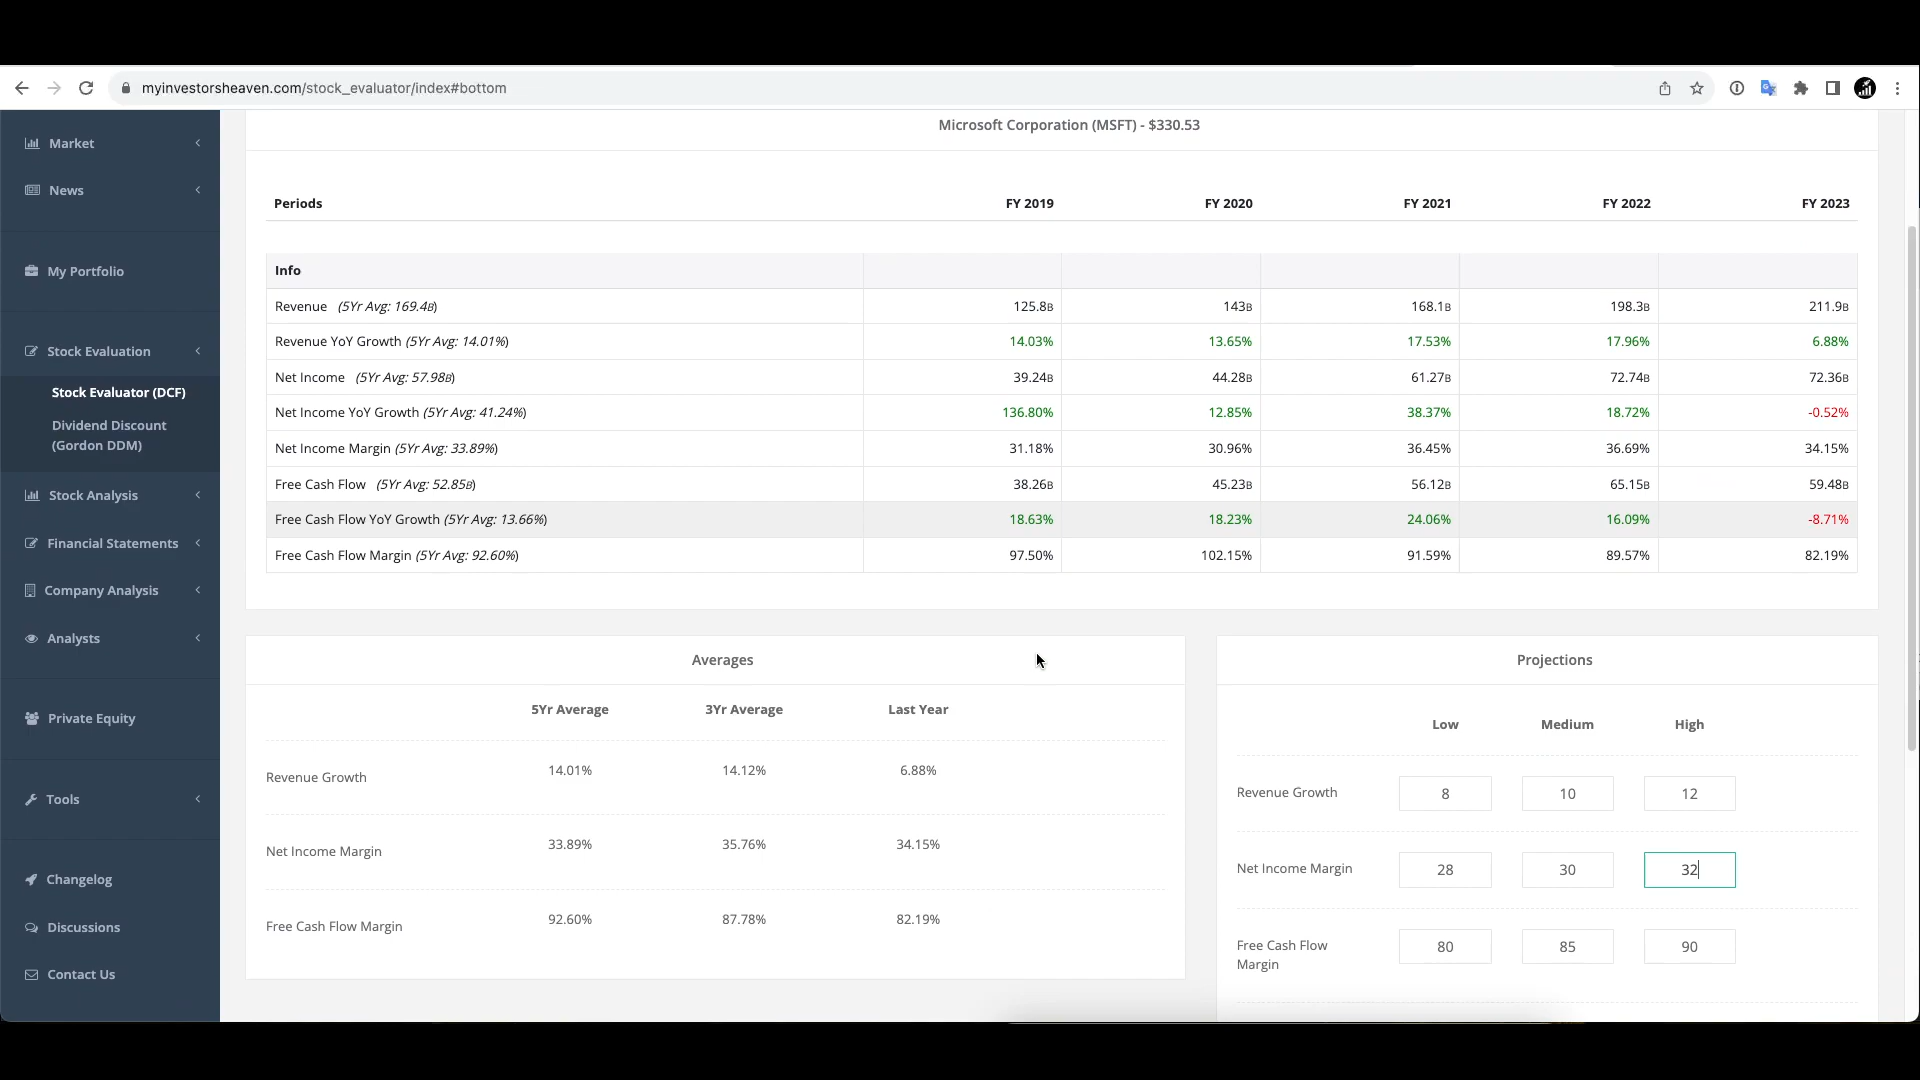 myinvestorsheaven.com/stock_evaluator/index#bottom
Market
News
My Portfolio
Stock Evaluation
Stock Evaluator (DCF)
Dividend Discount
(Gordon DDM)
Stock Analysis
Financial Statements
Company Analysis
Analysts
Private Equity
Tools
Changelog
Discussions
Contact Us
Microsoft Corporation (MSFT) - $330.53
Periods FY 2019 FY 2020 FY 2021 FY 2022 FY 2023
Info
Revenue (5Yr Avg: 169.4B) 125.8B 143B 168.1B 198.3B 211.9B
Revenue YoY Growth (5Yr Avg: 14.01%) 14.03% 13.65% 17.53% 17.96% 6.88%
Net Income (5Yr Avg: 57.98B) 39.24B 44.28B 61.27B 72.74B 72.36B
Net Income YoY Growth (5Yr Avg: 41.24%) 136.80% 12.85% 38.37% 18.72% -0.52%
Net Income Margin (5Yr Avg: 33.89%) 31.18% 30.96% 36.45% 36.69% 34.15%
Free Cash Flow (5Yr Avg: 52.85B) 38.26B 45.23B 56.12B 65.15B 59.48B
Free Cash Flow YoY Growth (5Yr Avg: 13.66%) 18.63% 18.23% 24.06% 16.09% -8.71%
Free Cash Flow Margin (5Yr Avg: 92.60%) 97.50% 102.15% 91.59% 89.57% 82.19%
Averages
5Yr Average 3Yr Average Last Year
Revenue Growth 14.01% 14.12% 6.88%
Net Income Margin 33.89% 35.76% 34.15%
Free Cash Flow Margin 92.60% 87.78% 82.19%
Projections
Low Medium High
Revenue Growth 8 10 12
Net Income Margin 28 30 32
Free Cash Flow
Margin 80 85 90